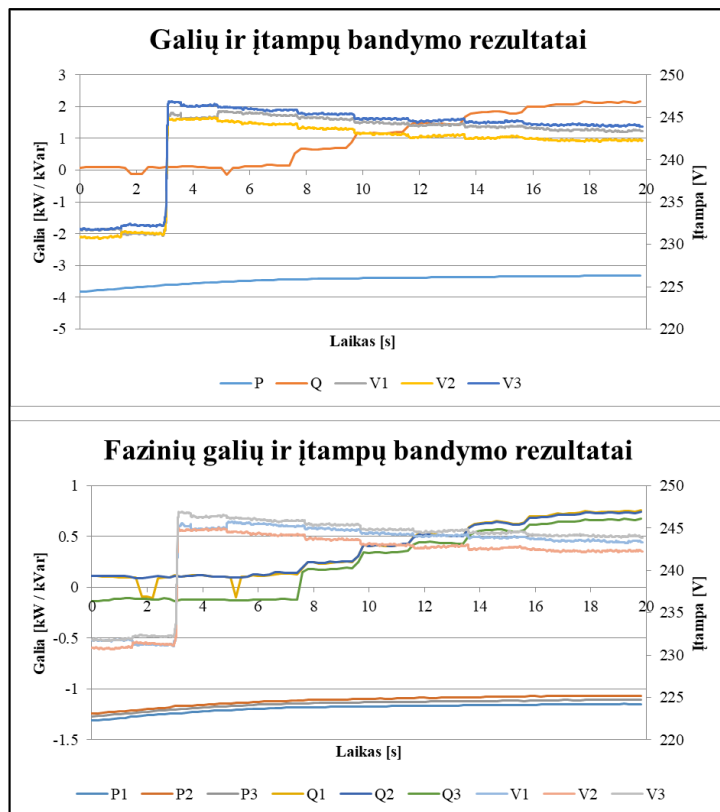 Galių ir įtampų bandymo rezultatai
3
2
1
0
-1
-2
-3
-4
-5
Galia [kW / kVar]
0 2 4 6 8 10 12 14 16 18 20
250
245
240
235
230
225
220
Įtampa [V]
Laikas [s]
P Q V1 V2 V3
Fazinių galių ir įtampų bandymo rezultatai
1
0.5
0
-0.5
-1
-1.5
Galia [kW / kVar]
0 2 4 6 8 10 12 14 16 18 20
250
245
240
235
230
225
220
Įtampa [V]
Laikas [s]
P1 P2 P3 Q1 Q2 Q3 V1 V2 V3